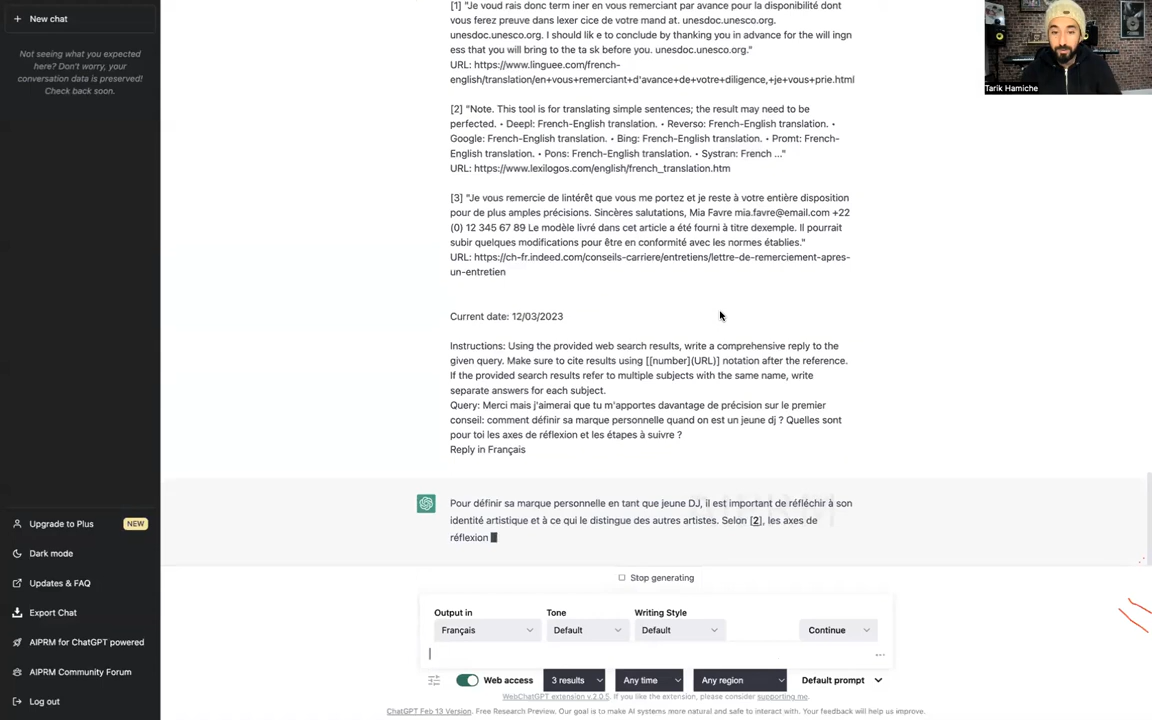 New chat
Not seeing what you expected
here? Don't worry, your
conversation data is preserved!
Check back soon.
[1] "Je voud rais donc term iner en vous remerciant par avance pour la disponibilité dont
vous ferez preuve dans lexer cice de votre mand at. unesdoc.unesco.org.
unesdoc.unesco.org. I should lik e to conclude by thanking you in advance for the will ingn
ess that you will bring to the ta sk before you. unesdoc.unesco.org."
URL: https://www.linguee.com/french-
english/translation/en+vous+remerciant+d'avance+de+votre+diligence,+je+vous+prie.html
[2] "Note. This tool is for translating simple sentences; the result may need to be
perfected. • Deepl: French-English translation. • Reverso: French-English translation. •
Google: French-English translation. • Bing: French-English translation. • Promt: French-
English translation. • Pons: French-English translation. • Systran: French ..."
URL: https://www.lexilogos.com/english/french_translation.htm
[3] "Je vous remercie de lintérêt que vous me portez et je reste à votre entière disposition
pour de plus amples précisions. Sincères salutations, Mia Favre mia.favre@email.com +22
(0) 12 345 67 89 Le modèle livré dans cet article a été fourni à titre dexemple. Il pourrait
subir quelques modifications pour être en conformité avec les normes établies."
URL: https://ch-fr.indeed.com/conseils-carriere/entretiens/lettre-de-remerciement-apres-
un-entretien
Current date: 12/03/2023
Instructions: Using the provided web search results, write a comprehensive reply to the
given query. Make sure to cite results using [[number](URL)] notation after the reference.
If the provided search results refer to multiple subjects with the same name, write
separate answers for each subject.
Query: Merci mais j'aimerai que tu m'apportes davantage de précision sur le premier
conseil: comment définir sa marque personnelle quand on est un jeune dj ? Quelles sont
pour toi les axes de réflexion et les étapes à suivre ?
Reply in Français
Pour définir sa marque personnelle en tant que jeune DJ, il est important de réfléchir à son
identité artistique et à ce qui le distingue des autres artistes. Selon [2], les axes de
réflexion
Stop generating
Output in
Tone
Writing Style
Français
Default
Default
Continue
Web access
3 results
Any time
Any region
Default prompt
WebChatGPT extension v.2.0.5. If you like the extension, please consider supporting me.
ChatGPT Feb 13 Version. Free Research Preview. Our goal is to make AI systems more natural and safe to interact with. Your feedback will help us improve.
Upgrade to Plus
NEW
Dark mode
Updates & FAQ
Export Chat
AIPRM for ChatGPT powered
AIPRM Community Forum
Log out
Tarik Hamiche